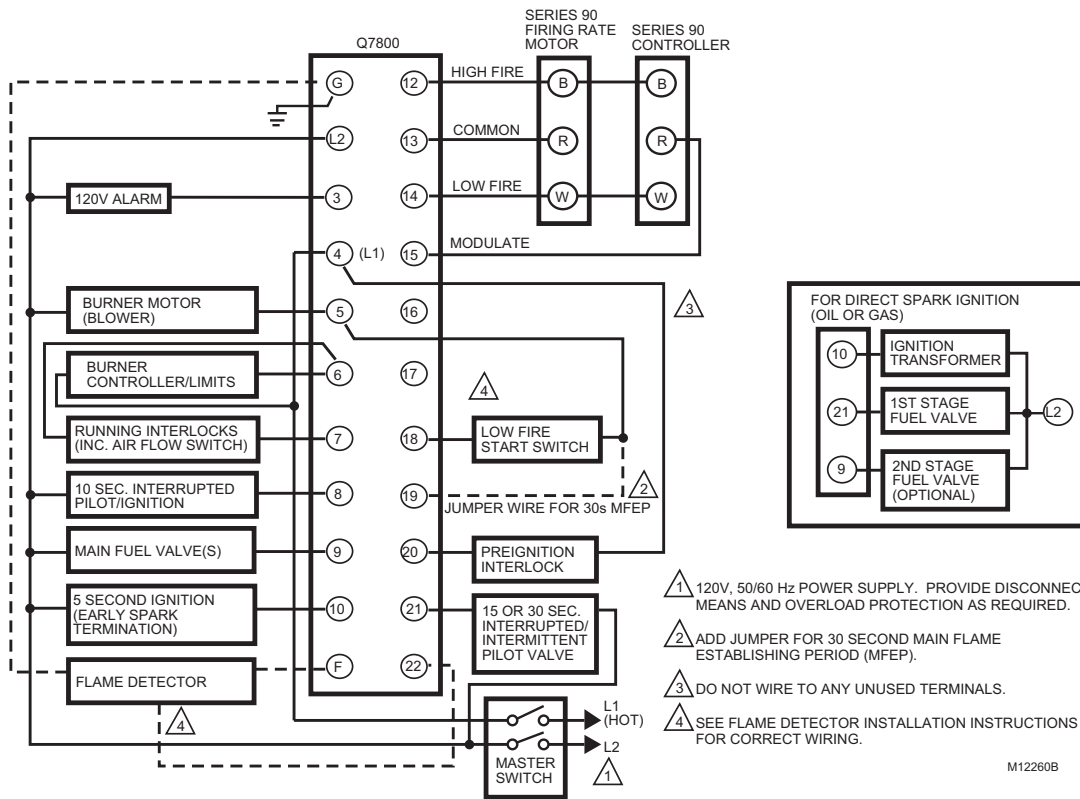 SERIES 90
FIRING RATE
MOTOR
SERIES 90
CONTROLLER
Q7800
G
12
HIGH FIRE
B
B
L2
13
COMMON
R
R
120V ALARM
3
14
LOW FIRE
W
W
4
(L1)
15
MODULATE
3
BURNER MOTOR
(BLOWER)
5
16
BURNER
CONTROLLER/LIMITS
6
17
4
RUNNING INTERLOCKS
(INC. AIR FLOW SWITCH)
7
18
LOW FIRE
START SWITCH
10 SEC. INTERRUPTED
PILOT/IGNITION
8
19
2
JUMPER WIRE FOR 30s MFEP
MAIN FUEL VALVE(S)
9
20
PREIGNITION
INTERLOCK
5 SECOND IGNITION
(EARLY SPARK
TERMINATION)
10
21
15 OR 30 SEC.
INTERRUPTED/
INTERMITTENT
PILOT VALVE
FLAME DETECTOR
F
22
4
L1
(HOT)
L2
MASTER
SWITCH
1
FOR DIRECT SPARK IGNITION
(OIL OR GAS)
10
IGNITION
TRANSFORMER
21
1ST STAGE
FUEL VALVE
L2
9
2ND STAGE
FUEL VALVE
(OPTIONAL)
1 120V, 50/60 Hz POWER SUPPLY. PROVIDE DISCONNEC
MEANS AND OVERLOAD PROTECTION AS REQUIRED.
2 ADD JUMPER FOR 30 SECOND MAIN FLAME
ESTABLISHING PERIOD (MFEP).
3 DO NOT WIRE TO ANY UNUSED TERMINALS.
4 SEE FLAME DETECTOR INSTALLATION INSTRUCTIONS
FOR CORRECT WIRING.
M12260B